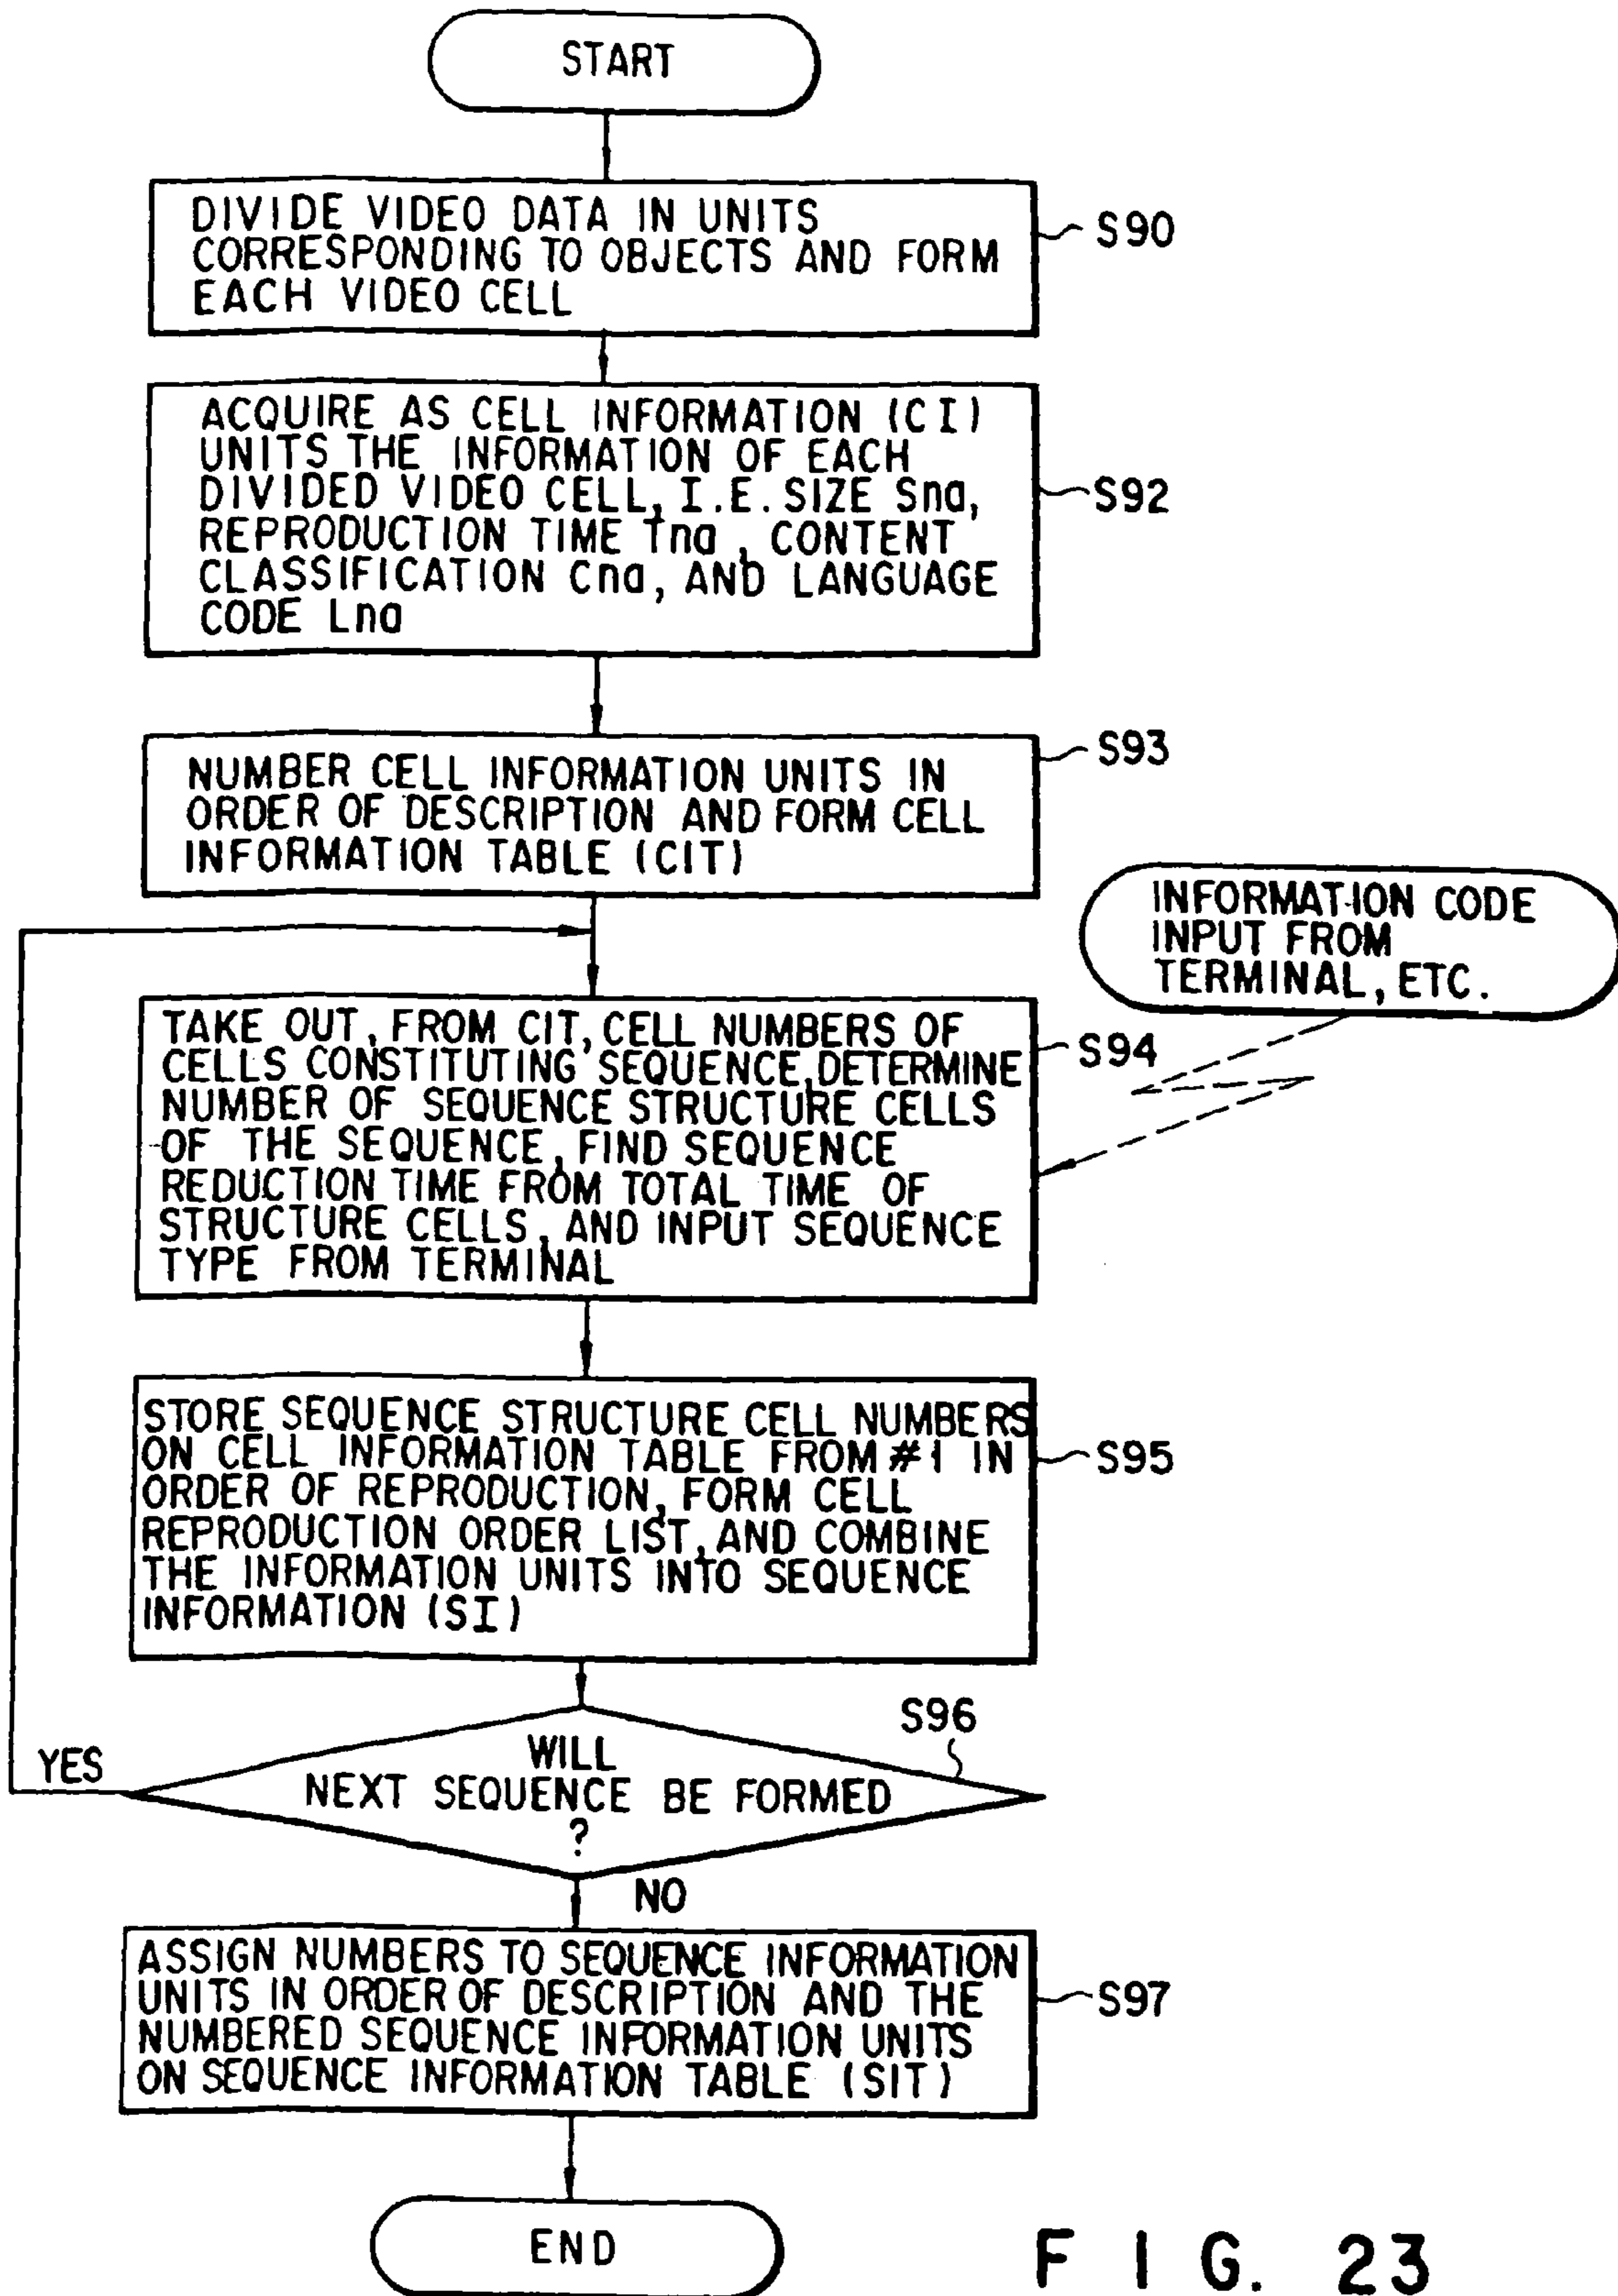 START
DIVIDE VIDEO DATA IN UNITS
CORRESPONDING TO OBJECTS AND FORM
EACH VIDEO CELL
S90
ACQUIRE AS CELL INFORMATION (CI)
UNITS THE INFORMATION OF EACH
DIVIDED VIDEO CELL, I.E. SIZE Sna,
REPRODUCTION TIME Tna, CONTENT
CLASSIFICATION Cna, AND LANGUAGE
CODE Lna
S92
NUMBER CELL INFORMATION UNITS IN
ORDER OF DESCRIPTION AND FORM CELL
INFORMATION TABLE (CIT)
S93
INFORMATION CODE
INPUT FROM
TERMINAL, ETC.
TAKE OUT, FROM CIT, CELL NUMBERS OF
CELLS CONSTITUTING SEQUENCE, DETERMINE
NUMBER OF SEQUENCE STRUCTURE CELLS
OF THE SEQUENCE, FIND SEQUENCE
REDUCTION TIME FROM TOTAL TIME OF
STRUCTURE CELLS, AND INPUT SEQUENCE
TYPE FROM TERMINAL
S94
STORE SEQUENCE STRUCTURE CELL NUMBERS
ON CELL INFORMATION TABLE FROM #1 IN
ORDER OF REPRODUCTION, FORM CELL
REPRODUCTION ORDER LIST, AND COMBINE
THE INFORMATION UNITS INTO SEQUENCE
INFORMATION (SI)
S95
S96
WILL
NEXT SEQUENCE BE FORMED
?
YES
NO
ASSIGN NUMBERS TO SEQUENCE INFORMATION
UNITS IN ORDER OF DESCRIPTION AND THE
NUMBERED SEQUENCE INFORMATION UNITS
ON SEQUENCE INFORMATION TABLE (SIT)
S97
END
FIG. 23